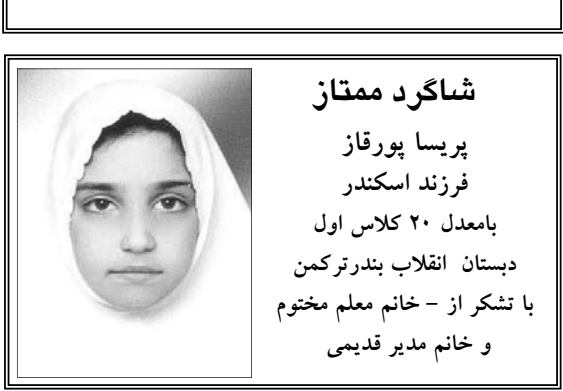 شاگرد ممتاز
پریسا پورقاز
فرزند اسکندر
بامعدل ۲۰ کلاس اول
دبستان انقلاب بندرترکمن
با تشکر از – خانم معلم مختوم
و خانم مدیر قدیمی